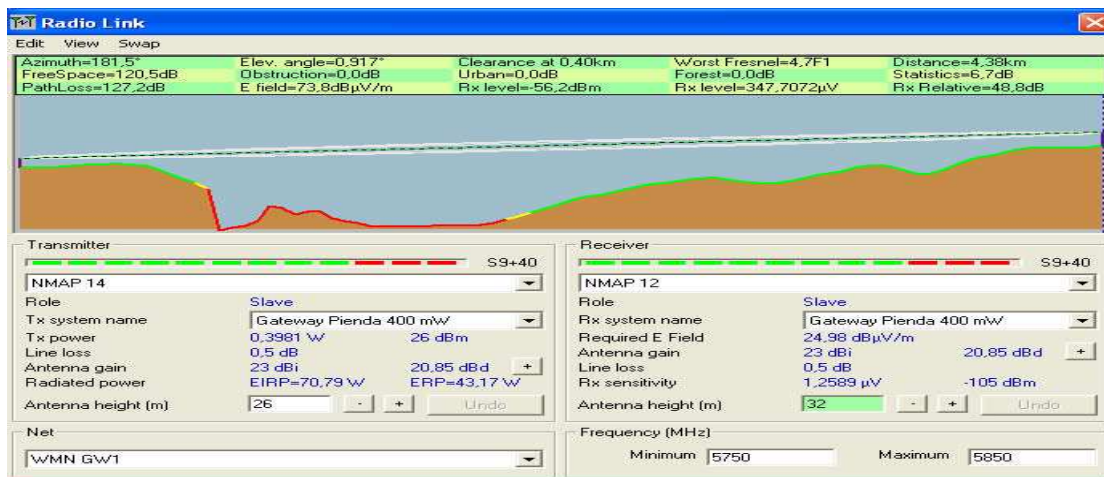 Radio Link
Edit View Swap
Azimuth=181,5° Elev. angle=0,917° Clearance at 0,40km Worst Fresnel=4,7F1 Distance=4,38km
FreeSpace=120,5dB Obstruction=0,0dB Urban=0,0dB Forest=0,0dB Statistics=6,7dB
PathLoss=127,2dB E field=73,8dBµV/m Rx level=-56,2dBm Rx level=347,7072µV Rx Relative=48,8dB
Transmitter
S9+40
NMAP 14
Role Slave
Tx system name Gateway Pienda 400 mW
Tx power 0,3981 W 26 dBm
Line loss 0,5 dB
Antenna gain 23 dBi 20,85 dBd +
Radiated power EIRP=70,79 W ERP=43,17 W
Antenna height (m) 26 - + Undo
Net
WMN GW1
Receiver
S9+40
NMAP 12
Role Slave
Rx system name Gateway Pienda 400 mW
Required E Field 24,98 dBµV/m
Antenna gain 23 dBi 20,85 dBd +
Line loss 0,5 dB
Rx sensitivity 1,2589 µV -105 dBm
Antenna height (m) 32 - + Undo
Frequency (MHz)
Minimum 5750 Maximum 5850